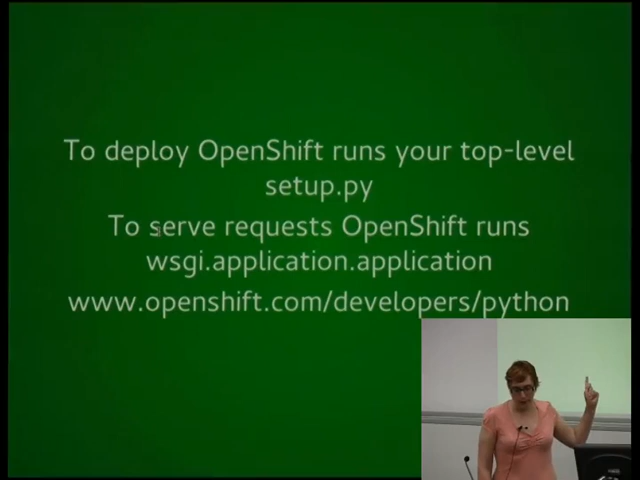 To deploy OpenShift runs your top-level
setup.py
To serve requests OpenShift runs
wsgi.application.application
www.openshift.com/developers/python